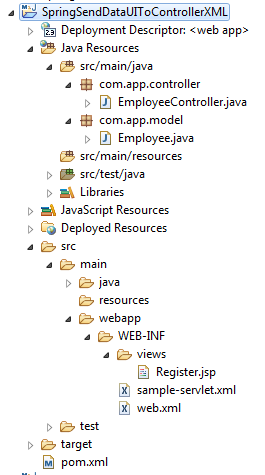 SpringSendDataUIToControllerXML
Deployment Descriptor: <web app>
Java Resources
src/main/java
com.app.controller
EmployeeController.java
com.app.model
Employee.java
src/main/resources
src/test/java
Libraries
JavaScript Resources
Deployed Resources
src
main
java
resources
webapp
WEB-INF
views
Register.jsp
sample-servlet.xml
web.xml
test
target
pom.xml